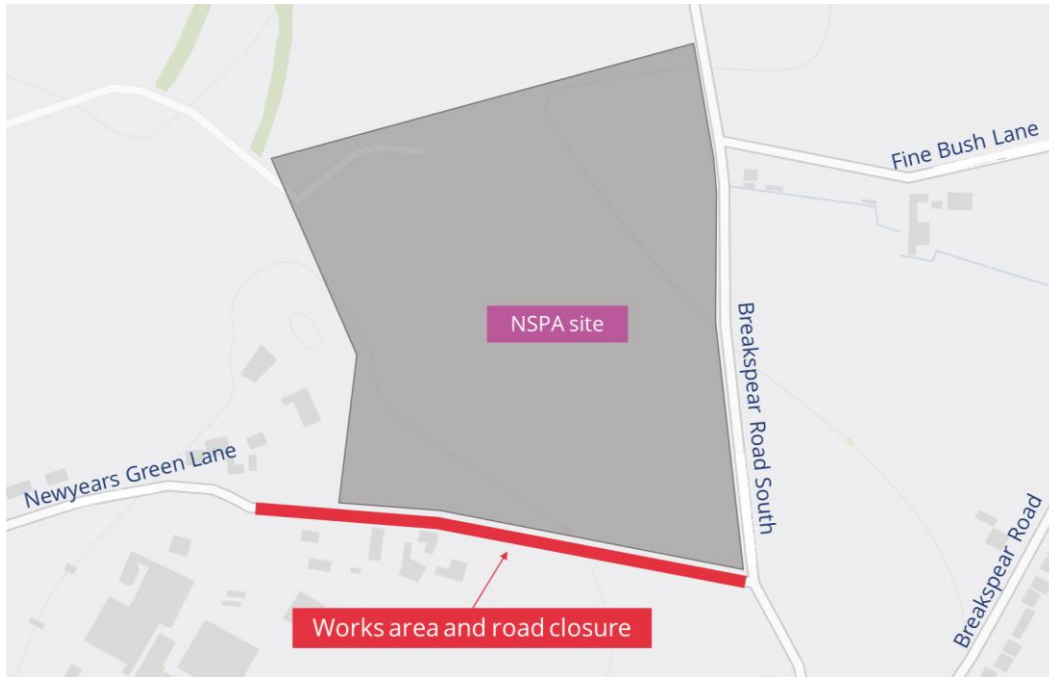 Fine Bush Lane
NSPA site
Breakspear Road South
Newyears Green Lane
Breakspear Road
Works area and road closure